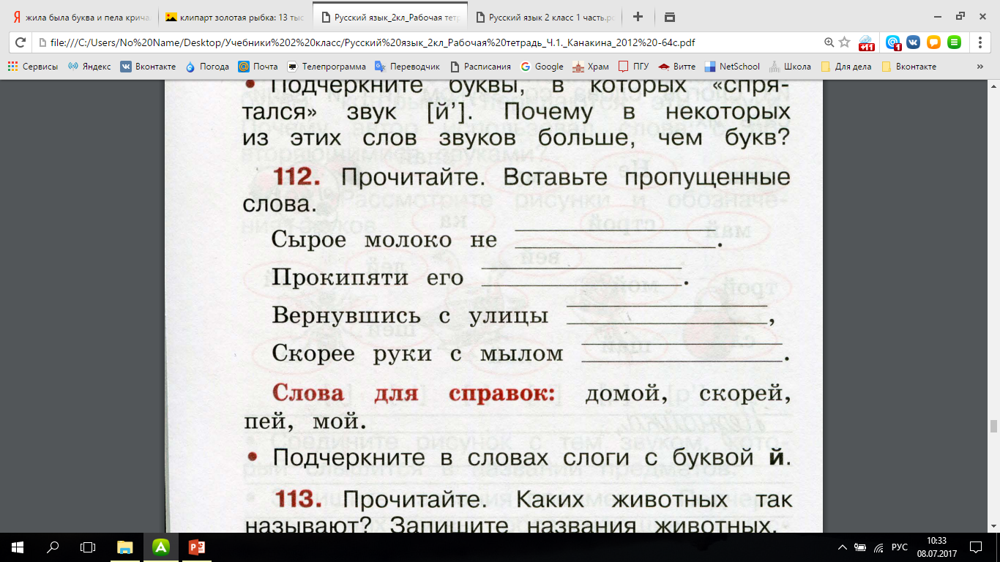 жила была буква и пела крича
клипарт золотая рыбка: 13 тыс
Русский язык_2кл_Рабочая тетр
Русский язык 2 класс 1 часть.p
file:///C:/Users/No%20Name/Desktop/Учебники%202%20класс/Русский%20язык_2кл_Рабочая%20тетрадь_Ч.1._Канакина_2012%20-64с.pdf
Сервисы Яндекс Вконтакте Погода Почта Телепрограмма Переводчик Расписания Google Храм ПГУ Витте NetSchool Школа Для дела Вконтакте »
• Подчеркните буквы, в которых «спря-
тался» звук [й’]. Почему в некоторых
из этих слов звуков больше, чем букв?
112. Прочитайте. Вставьте пропущенные
слова.
Сырое молоко не .
Прокипяти его .
Вернувшись с улицы ,
Скорее руки с мылом .
Слова для справок: домой, скорей,
пей, мой.
• Подчеркните в словах слоги с буквой й.
113. Прочитайте. Каких животных так
называют? Запишите названия животных.
РУС
10:33
08.07.2017